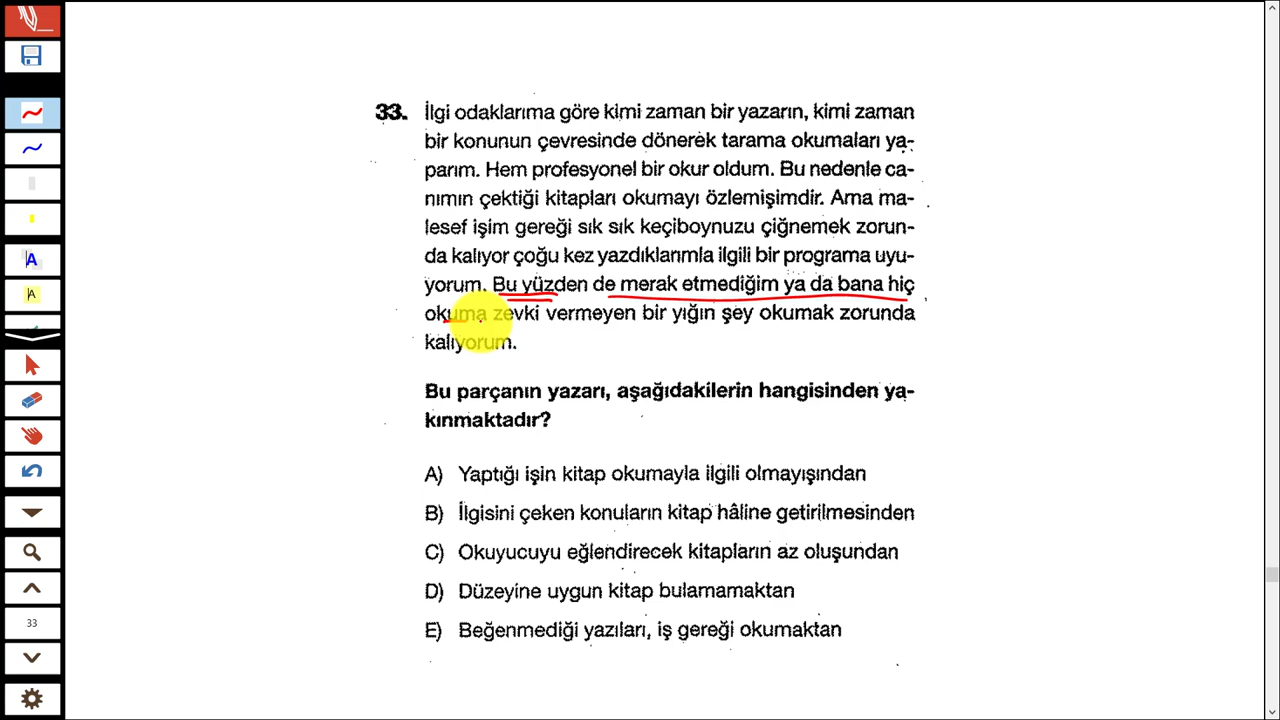 33. İlgi odaklarıma göre kimi zaman bir yazarın, kimi zaman
bir konunun çevresinde dönerek tarama okumaları ya-
parım. Hem profesyonel bir okur oldum. Bu nedenle ca-
nımın çektiği kitapları okumayı özlemişimdir. Ama ma-
lesef işim gereği sık sık keçiboynuzu çiğnemek zorun-
da kalıyor çoğu kez yazdıklarımla ilgili bir programa uyu-
yorum. Bu yüzden de merak etmediğim ya da bana hiç
okuma zevki vermeyen bir yığın şey okumak zorunda
kalıyorum.
Bu parçanın yazarı, aşağıdakilerin hangisinden ya-
kınmaktadır?
A) Yaptığı işin kitap okumayla ilgili olmayışından
B) İlgisini çeken konuların kitap hâline getirilmesinden
C) Okuyucuyu eğlendirecek kitapların az oluşundan
D) Düzeyine uygun kitap bulamamaktan
E) Beğenmediği yazıları, iş gereği okumaktan
A
A
33